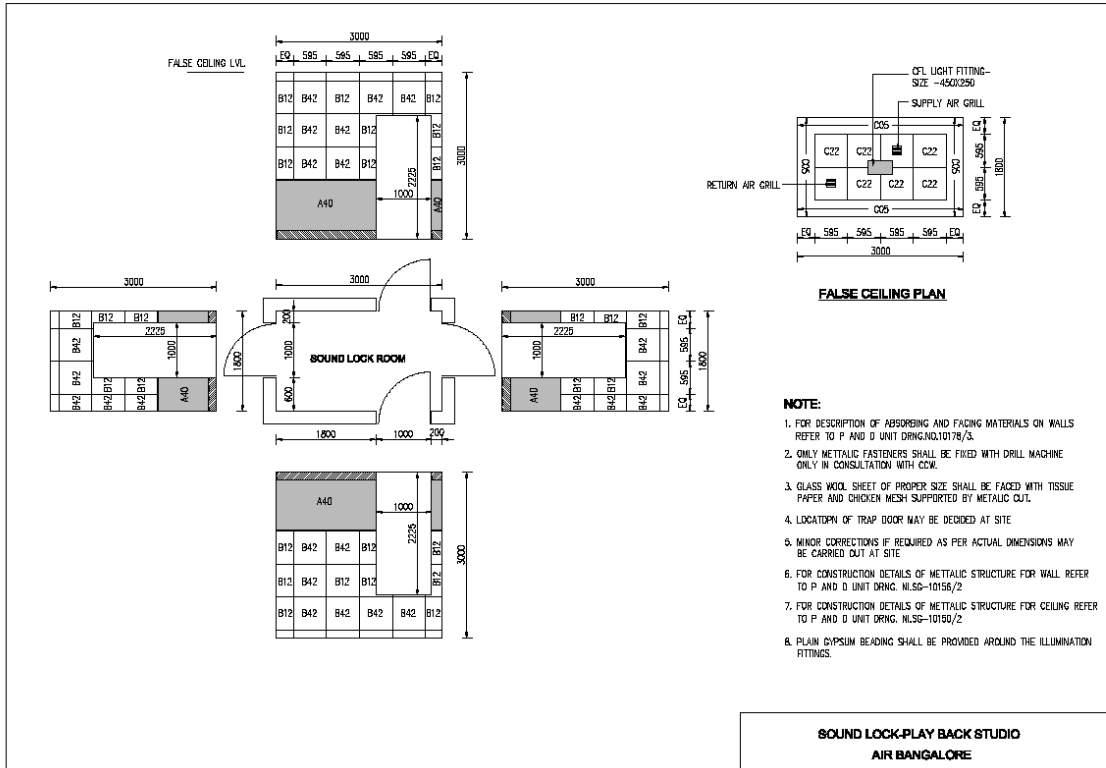 3000
EQ 595 595 595 595 EQ
FALSE CEILING LVL
B12 B42 B12 B42 B42 B12
B12 B42 B42 B12 B12
B12 B42 B42 B12 B12
3000
2225
1000
A40 A40
CFL LIGHT FITTING-
SIZE -450X250
SUPPLY AIR GRILL
RETURN AIR GRILL
C05
C05 C05
C22 C22 C22
C22 C22 C22
C05
EQ 595 595 EQ
1800
EQ 595 595 595 595 EQ
3000
FALSE CEILING PLAN
3000
B12 B12 B12
B42
B42
B42 B42 B42
B12 B12
A40
2225
1000
1800
3000
200
1000
600
SOUND LOCK ROOM
1800 1000 200
3000
B12 B12 B12
B42
B42
B42 B42 B42
B12 B12
A40
2225
1000
EQ 595 595 EQ
1800
A40
1000
2225
3000
B12 B42 B42 B12 B12
B12 B42 B42 B12 B12
B12 B42 B12 B42 B42 B12
NOTE:
1. FOR DESCRIPTION OF ABSORBING AND FACING MATERIALS ON WALLS
REFER TO P AND D UNIT DRNG.NO.10178/3.
2. OMLY METTALIC FASTENERS SHALL BE FIXED WITH DRILL MACHINE
ONLY IN CONSULTATION WITH CCW.
3. GLASS WOOL SHEET OF PROPER SIZE SHALL BE FACED WITH TISSUE
PAPER AND CHICKEN MESH SUPPORTED BY METALIC CUT.
4. LOCATOPN OF TRAP DOOR MAY BE DECIDED AT SITE
5. MINOR CORRECTIONS IF REQUIRED AS PER ACTUAL DIMENSIONS MAY
BE CARRIED OUT AT SITE
6. FOR CONSTRUCTION DETAILS OF METTALIC STRUCTURE FOR WALL REFER
TO P AND D UNIT DRNG. NLSG-10156/2
7. FOR CONSTRUCTION DETAILS OF METTALIC STRUCTURE FOR CEILING REFER
TO P AND D UNIT DRNG. NLSG-10150/2
8. PLAIN GYPSUM BEADING SHALL BE PROVIDED AROUND THE ILLUMINATION
FITTINGS.
SOUND LOCK-PLAY BACK STUDIO
AIR BANGALORE